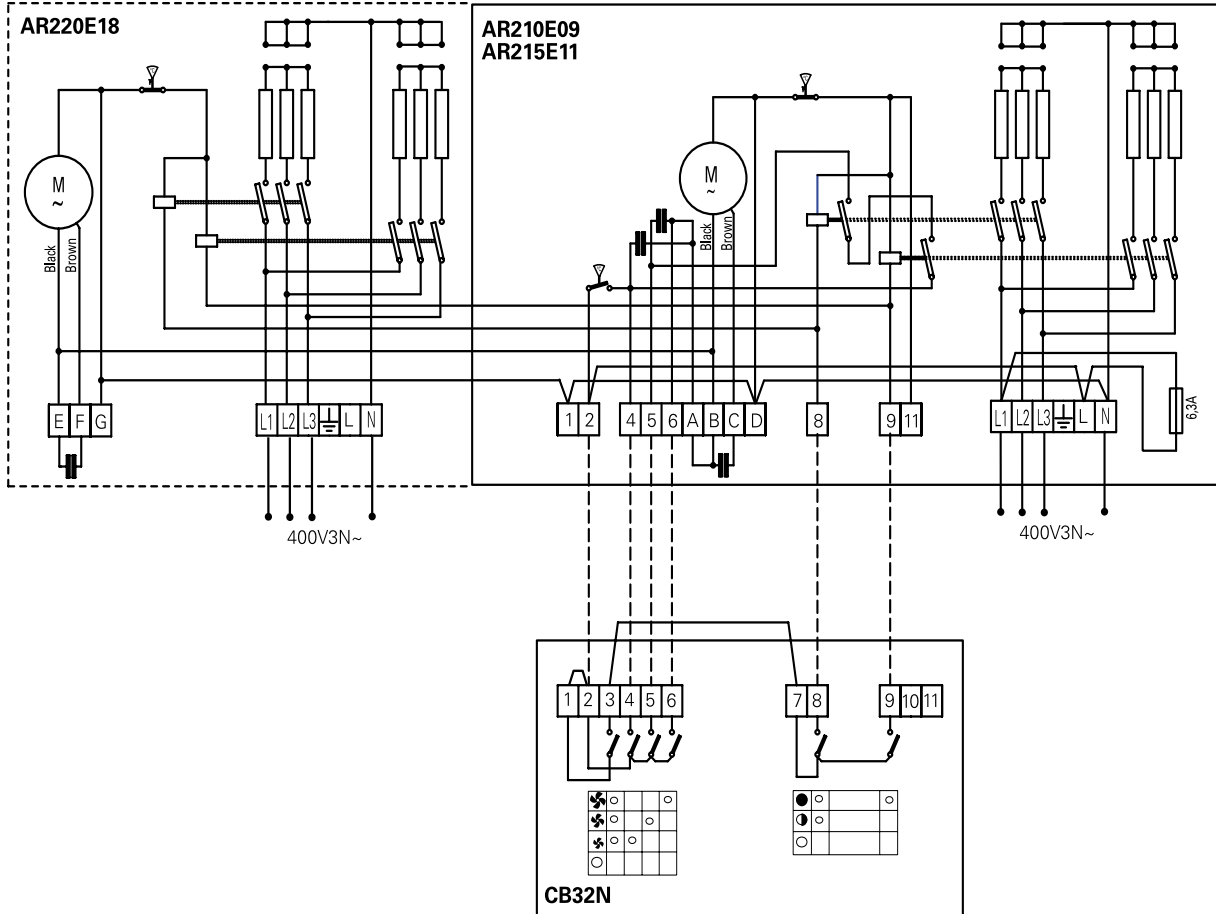 AR220E18
AR210E09
AR215E11
M
~
Black
Brown
M
~
Black
Brown
E F G
L1 L2 L3 L N
1 2
4 5 6 A B C D
8
9 11
L1 L2 L3 L N
6,3A
400V3N~
400V3N~
1 2 3 4 5 6
7 8
9 10 11
CB32N